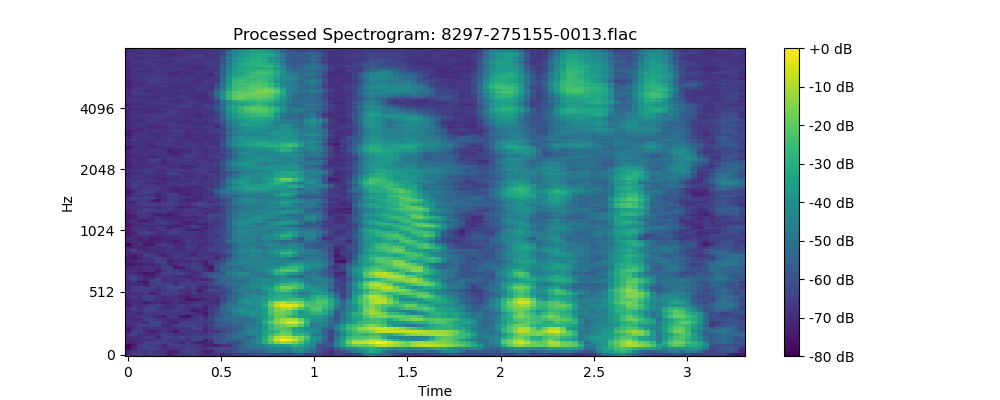 Processed Spectrogram: 8297-275155-0013.flac
Hz
4096
2048
1024
512
0
0
0.5
1
1.5
2
2.5
3
Time
+0 dB
-10 dB
-20 dB
-30 dB
-40 dB
-50 dB
-60 dB
-70 dB
-80 dB